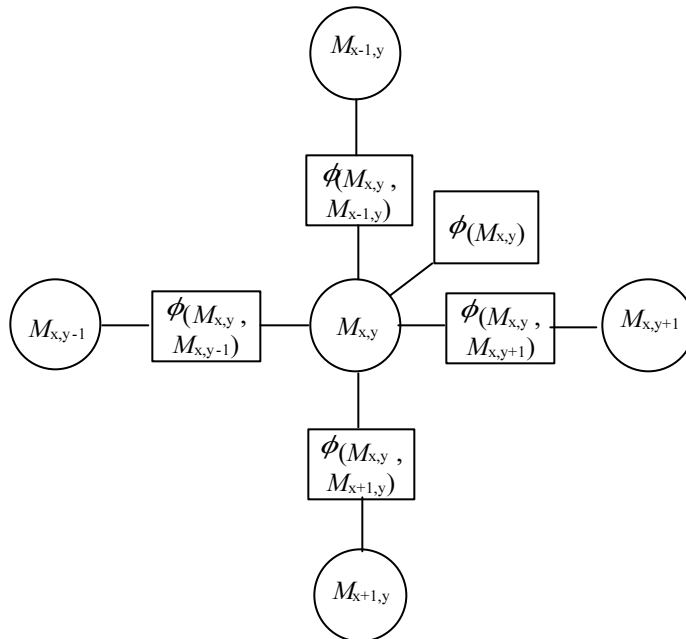 Mx-1,y
ϕ(Mx,y ,
Mx-1,y)
ϕ(Mx,y)
Mx,y-1
ϕ(Mx,y ,
Mx,y-1)
Mx,y
ϕ(Mx,y ,
Mx,y+1)
Mx,y+1
ϕ(Mx,y ,
Mx+1,y)
Mx+1,y